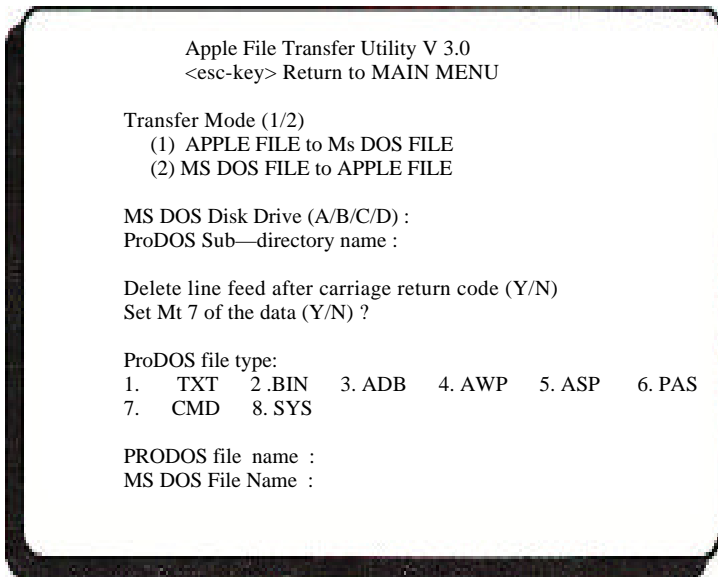 Apple File Transfer Utility V 3.0
<esc-key> Return to MAIN MENU
Transfer Mode (1/2)
(1) APPLE FILE to Ms DOS FILE
(2) MS DOS FILE to APPLE FILE
MS DOS Disk Drive (A/B/C/D) :
ProDOS Sub—directory name :
Delete line feed after carriage return code (Y/N)
Set Mt 7 of the data (Y/N) ?
ProDOS file type:
1. TXT 2 .BIN 3. ADB 4. AWP 5. ASP 6. PAS
7. CMD 8. SYS
PRODOS file name :
MS DOS File Name :